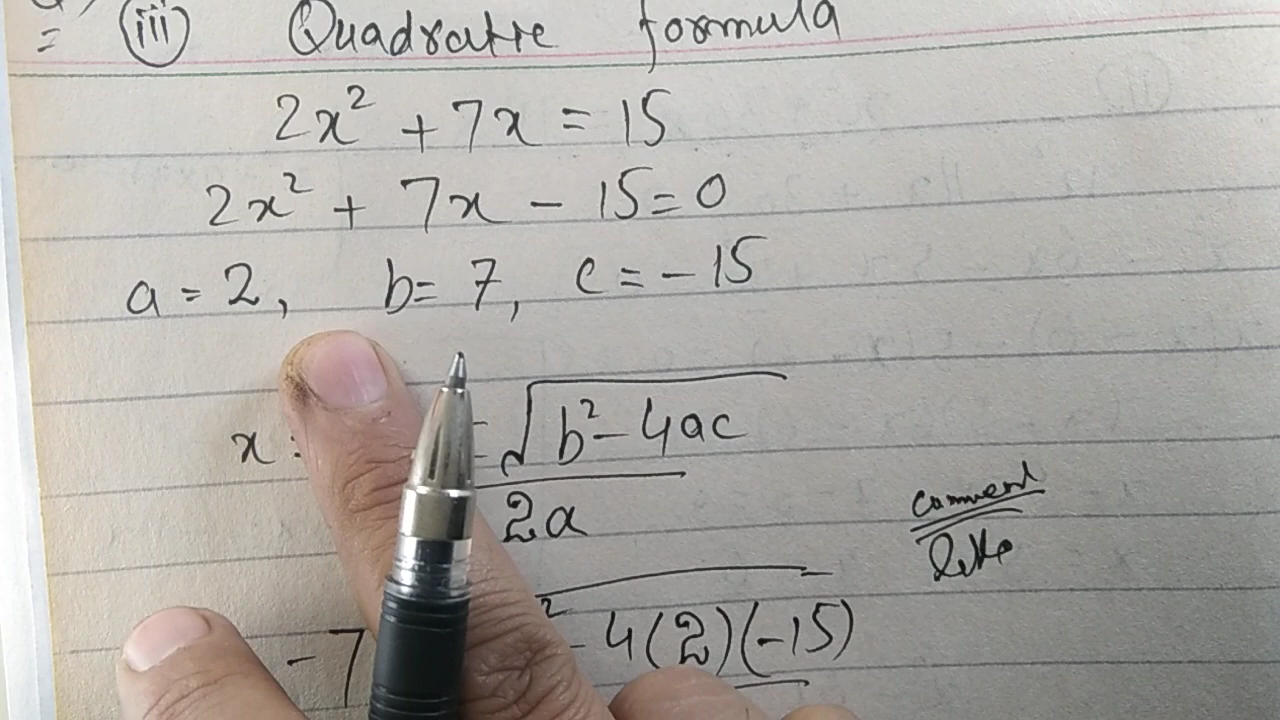 = (iii) Quadratic formula
2x² + 7x = 15
2x² + 7x - 15 = 0
a = 2, b = 7, c = -15
x = √b² - 4ac
2a
comment
like
-7 ² - 4(2)(-15)